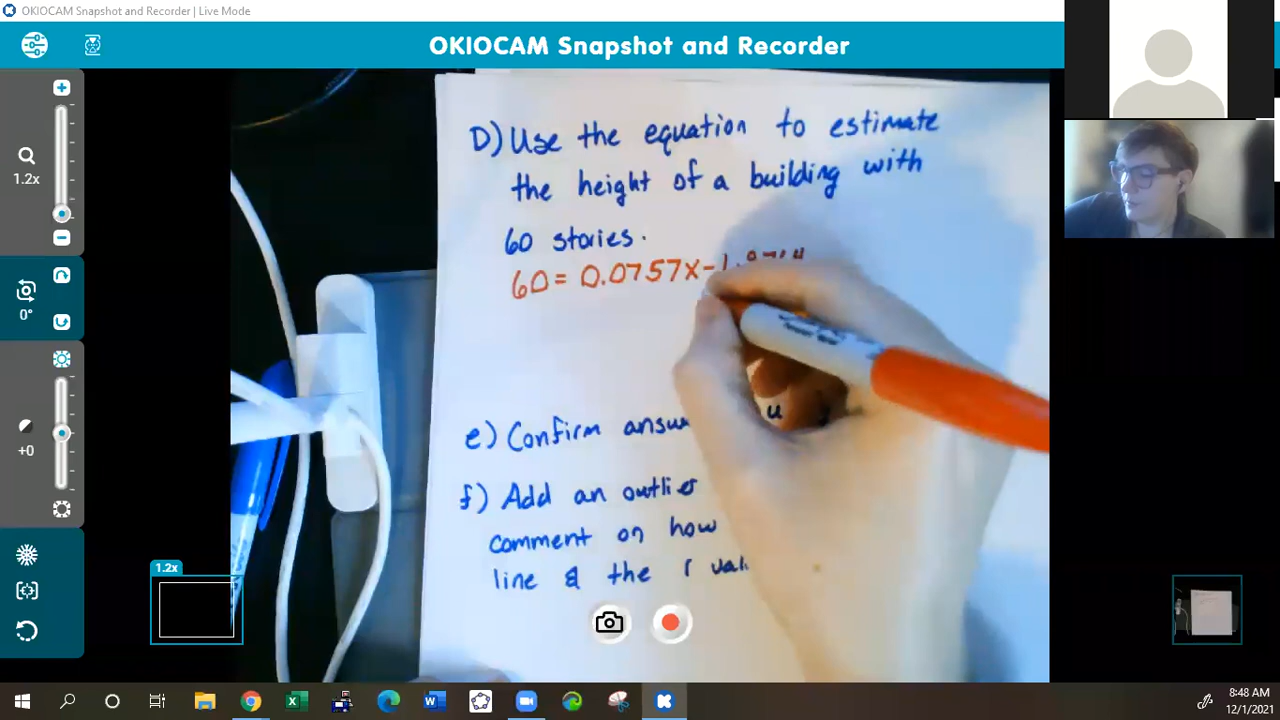 OKIOCAM Snapshot and Recorder | Live Mode
OKIOCAM Snapshot and Recorder
D) Use the equation to estimate
the height of a building with
60 stories.
60 = 0.0757x -
e) Confirm
f) Add an outlier
comment on how
line & the r
1.2x
0°
+0
1.2x
8:48 AM
12/1/2021